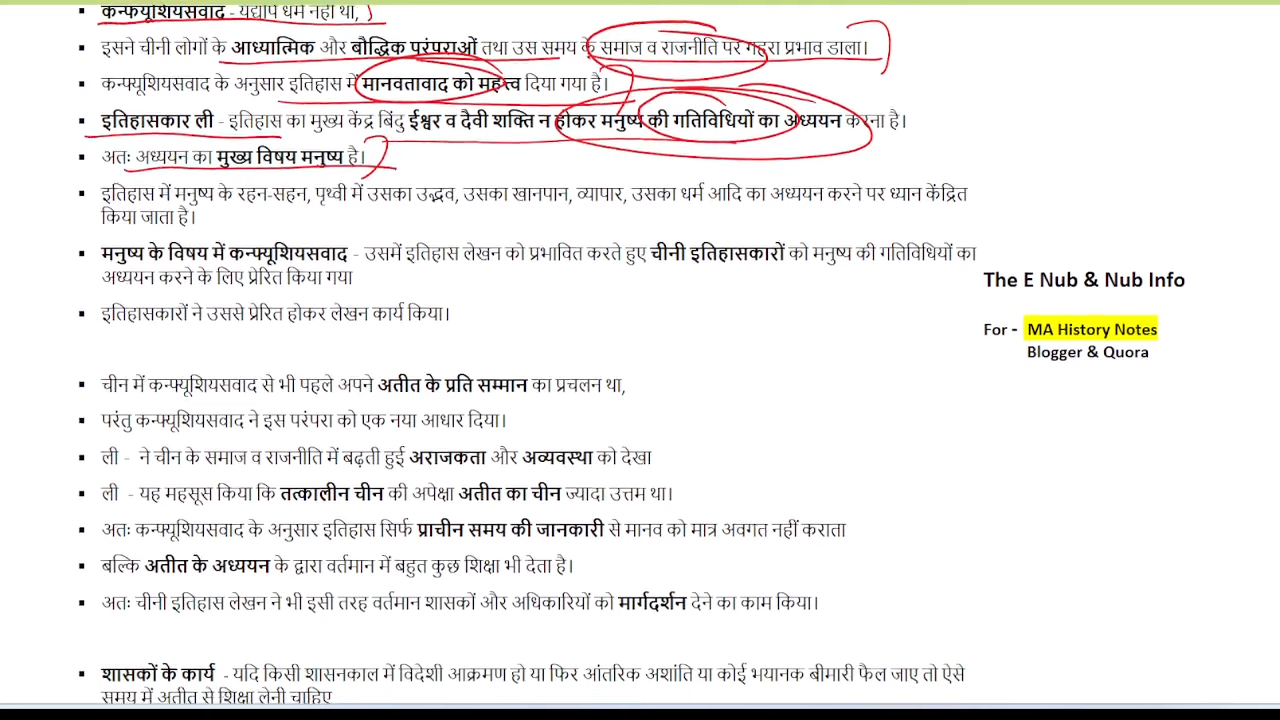 कन्फ्यूशियसवाद - यद्यपि धर्म नहीं था,
इसने चीनी लोगों के आध्यात्मिक और बौद्धिक परंपराओं तथा उस समय के समाज व राजनीति पर गहरा प्रभाव डाला।
कन्फ्यूशियसवाद के अनुसार इतिहास में मानवतावाद को महत्व दिया गया है।
इतिहासकार ली - इतिहास का मुख्य केंद्र बिंदु ईश्वर व दैवी शक्ति न होकर मनुष्य की गतिविधियों का अध्ययन करना है।
अतः अध्ययन का मुख्य विषय मनुष्य है।
इतिहास में मनुष्य के रहन-सहन, पृथ्वी में उसका उद्भव, उसका खानपान, व्यापार, उसका धर्म आदि का अध्ययन करने पर ध्यान केंद्रित
किया जाता है।
मनुष्य के विषय में कन्फ्यूशियसवाद - उसमें इतिहास लेखन को प्रभावित करते हुए चीनी इतिहासकारों को मनुष्य की गतिविधियों का
अध्ययन करने के लिए प्रेरित किया गया
The E Nub & Nub Info
इतिहासकारों ने उससे प्रेरित होकर लेखन कार्य किया।
For - MA History Notes
Blogger & Quora
चीन में कन्फ्यूशियसवाद से भी पहले अपने अतीत के प्रति सम्मान का प्रचलन था,
परंतु कन्फ्यूशियसवाद ने इस परंपरा को एक नया आधार दिया।
ली - ने चीन के समाज व राजनीति में बढ़ती हुई अराजकता और अव्यवस्था को देखा
ली - यह महसूस किया कि तत्कालीन चीन की अपेक्षा अतीत का चीन ज्यादा उत्तम था।
अतः कन्फ्यूशियसवाद के अनुसार इतिहास सिर्फ प्राचीन समय की जानकारी से मानव को मात्र अवगत नहीं कराता
बल्कि अतीत के अध्ययन के द्वारा वर्तमान में बहुत कुछ शिक्षा भी देता है।
अतः चीनी इतिहास लेखन ने भी इसी तरह वर्तमान शासकों और अधिकारियों को मार्गदर्शन देने का काम किया।
शासकों के कार्य - यदि किसी शासनकाल में विदेशी आक्रमण हो या फिर आंतरिक अशांति या कोई भयानक बीमारी फैल जाए तो ऐसे
समय में अतीत से शिक्षा लेनी चाहिए